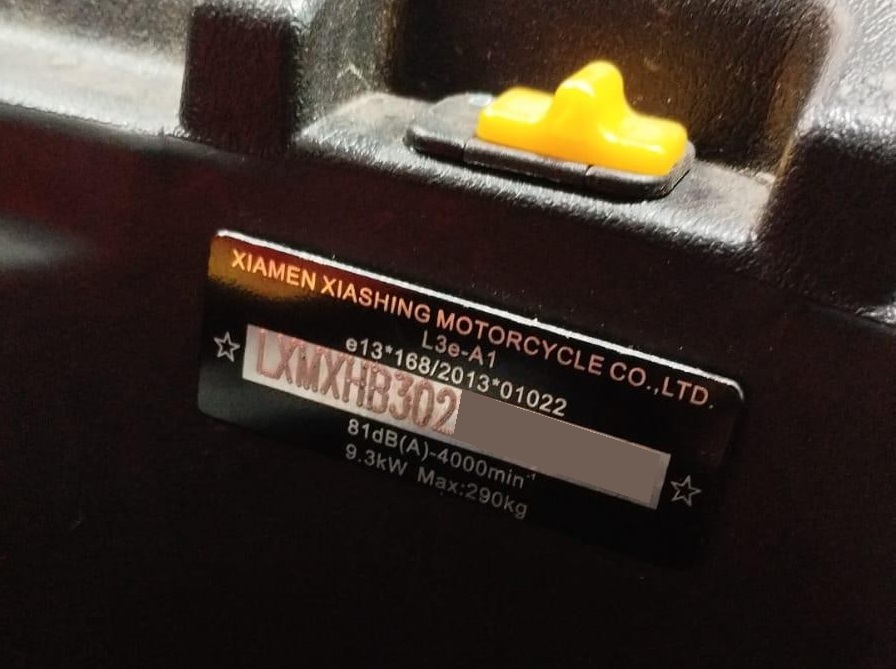 XIAMEN XIASHING MOTORCYCLE CO.,LTD.
L3e-A1
e13*168/2013*01022
☆ LXMXHB302 ☆
81dB(A)-4000min⁻¹
9.3kW Max:290kg